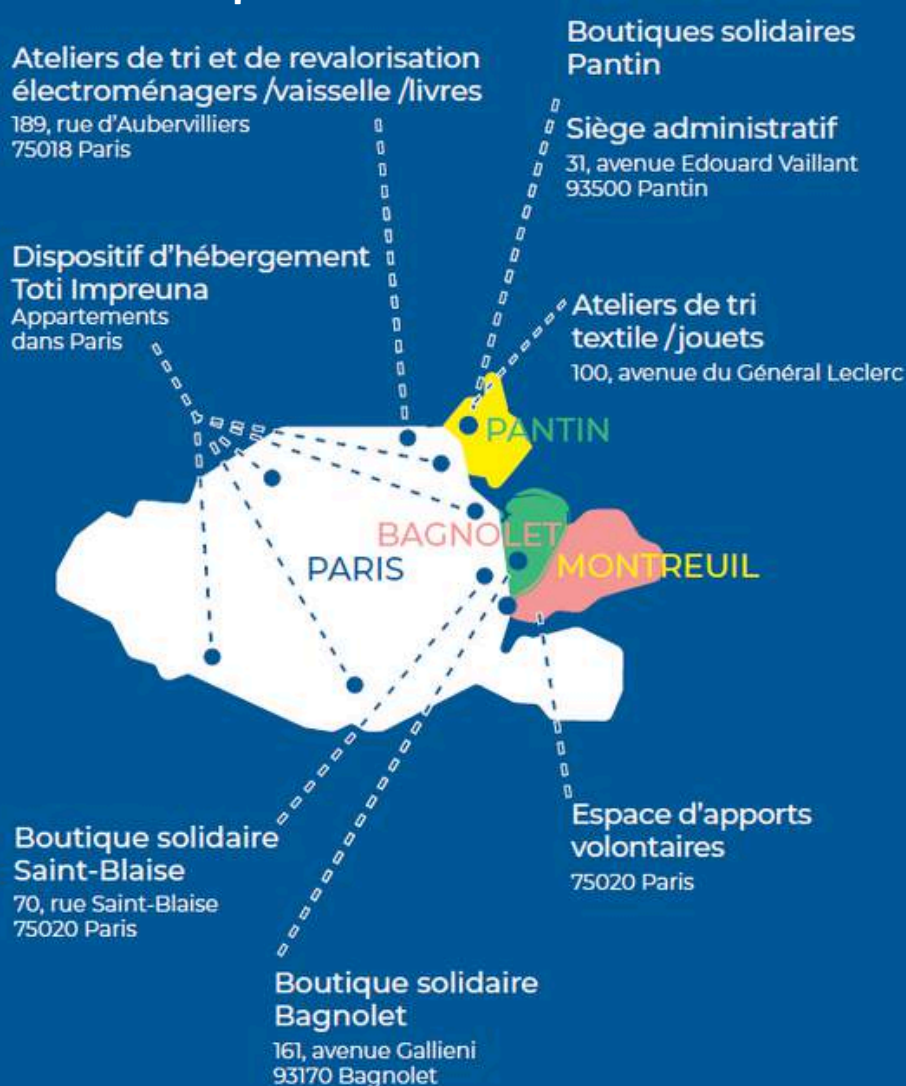 Ateliers de tri et de revalorisation
électroménagers /vaisselle /livres
189, rue d'Aubervilliers
75018 Paris
Boutiques solidaires
Pantin
Siège administratif
31, avenue Edouard Vaillant
93500 Pantin
Dispositif d'hébergement
Toti Impreuna
Appartements
dans Paris
Ateliers de tri
textile /jouets
100, avenue du Général Leclerc
PANTIN
BAGNOLET
PARIS
MONTREUIL
Boutique solidaire
Saint-Blaise
70, rue Saint-Blaise
75020 Paris
Espace d'apports
volontaires
75020 Paris
Boutique solidaire
Bagnolet
161, avenue Gallieni
93170 Bagnolet